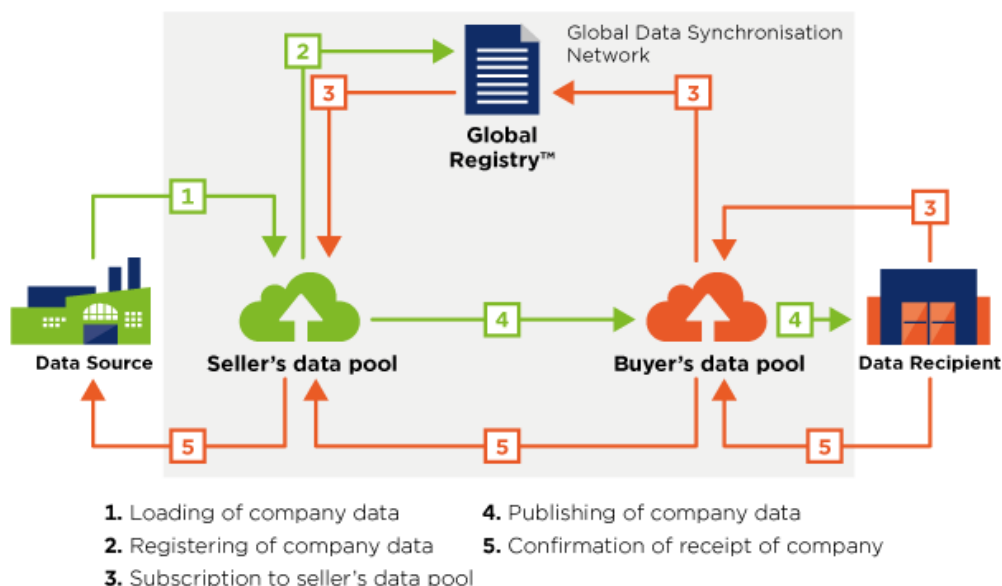 Global Data Synchronisation
Network
2
3
3
Global
Registry™
1
3
4
4
Data Source
Seller's data pool
Buyer's data pool
Data Recipient
5
5
5
1. Loading of company data
2. Registering of company data
3. Subscription to seller's data pool
4. Publishing of company data
5. Confirmation of receipt of company